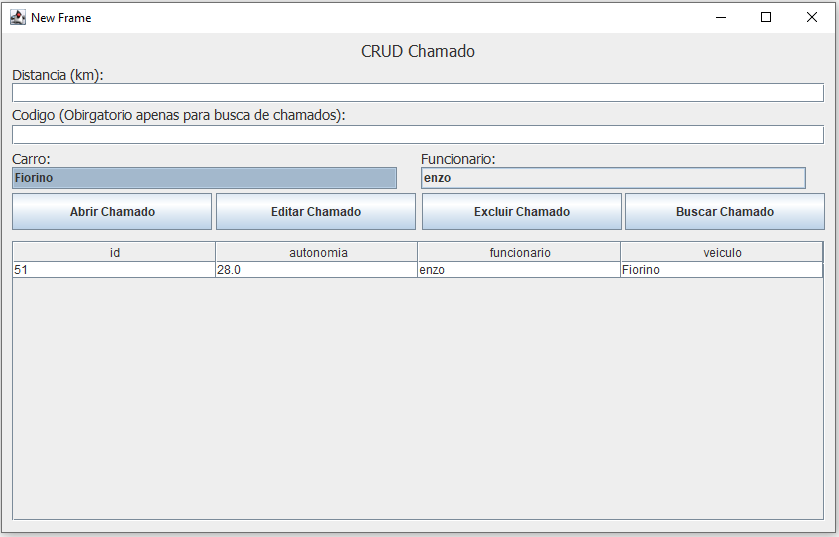 New Frame
CRUD Chamado
Distancia (km):
Codigo (Obirgatorio apenas para busca de chamados):
Carro: Funcionario:
Fiorino enzo
Abrir Chamado Editar Chamado Excluir Chamado Buscar Chamado
id autonomia funcionario veiculo
51 28.0 enzo Fiorino